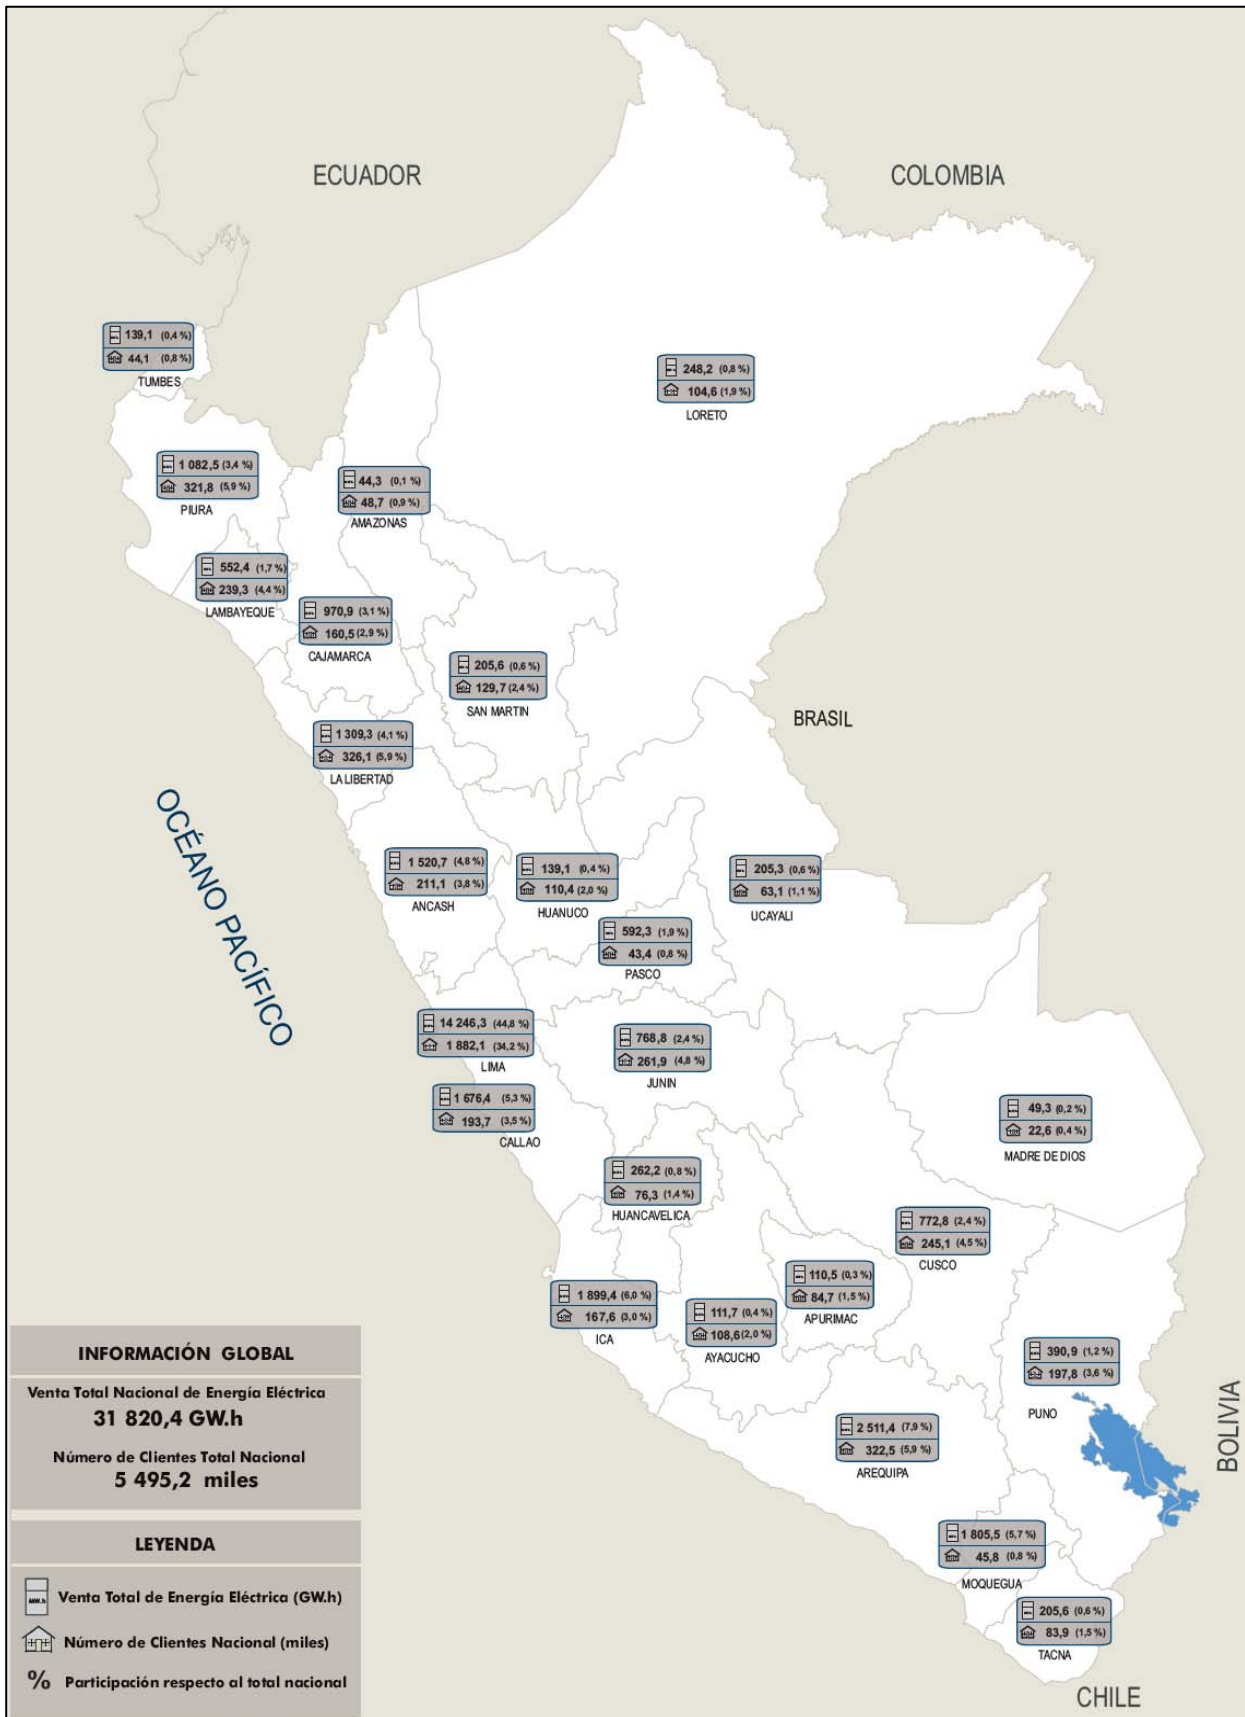 ECUADOR
COLOMBIA
139,1 (0,4 %)
44,1 (0,8 %)
TUMBES
248,2 (0,8 %)
104,6 (1,9 %)
LORETO
1 082,5 (3,4 %)
321,8 (5,9 %)
PIURA
44,3 (0,1 %)
48,7 (0,9 %)
AMAZONAS
552,4 (1,7 %)
239,3 (4,4 %)
LAMBAYEQUE
970,9 (3,1 %)
160,5 (2,9 %)
CAJAMARCA
205,6 (0,6 %)
129,7 (2,4 %)
SAN MARTIN
BRASIL
1 309,3 (4,1 %)
326,1 (5,9 %)
LA LIBERTAD
OCÉANO PACÍFICO
1 520,7 (4,8 %)
211,1 (3,8 %)
ANCASH
139,1 (0,4 %)
110,4 (2,0 %)
HUANUCO
205,3 (0,6 %)
63,1 (1,1 %)
UCAYALI
592,3 (1,9 %)
43,4 (0,8 %)
PASCO
14 246,3 (44,8 %)
1 882,1 (34,2 %)
LIMA
768,8 (2,4 %)
261,9 (4,8 %)
JUNIN
1 676,4 (5,3 %)
193,7 (3,5 %)
CALLAO
49,3 (0,2 %)
22,6 (0,4 %)
MADRE DE DIOS
262,2 (0,8 %)
76,3 (1,4 %)
HUANCAVELICA
772,8 (2,4 %)
245,1 (4,5 %)
CUSCO
110,5 (0,3 %)
84,7 (1,5 %)
APURIMAC
1 899,4 (6,0 %)
167,6 (3,0 %)
ICA
111,7 (0,4 %)
108,6 (2,0 %)
AYACUCHO
390,9 (1,2 %)
197,8 (3,6 %)
PUNO
BOLIVIA
2 511,4 (7,9 %)
322,5 (5,9 %)
AREQUIPA
1 805,5 (5,7 %)
45,8 (0,8 %)
MOQUEGUA
205,6 (0,6 %)
83,9 (1,5 %)
TACNA
CHILE
INFORMACIÓN GLOBAL
Venta Total Nacional de Energía Eléctrica
31 820,4 GW.h
Número de Clientes Total Nacional
5 495,2 miles
LEYENDA
MW.h Venta Total de Energía Eléctrica (GW.h)
Número de Clientes Nacional (miles)
% Participación respecto al total nacional